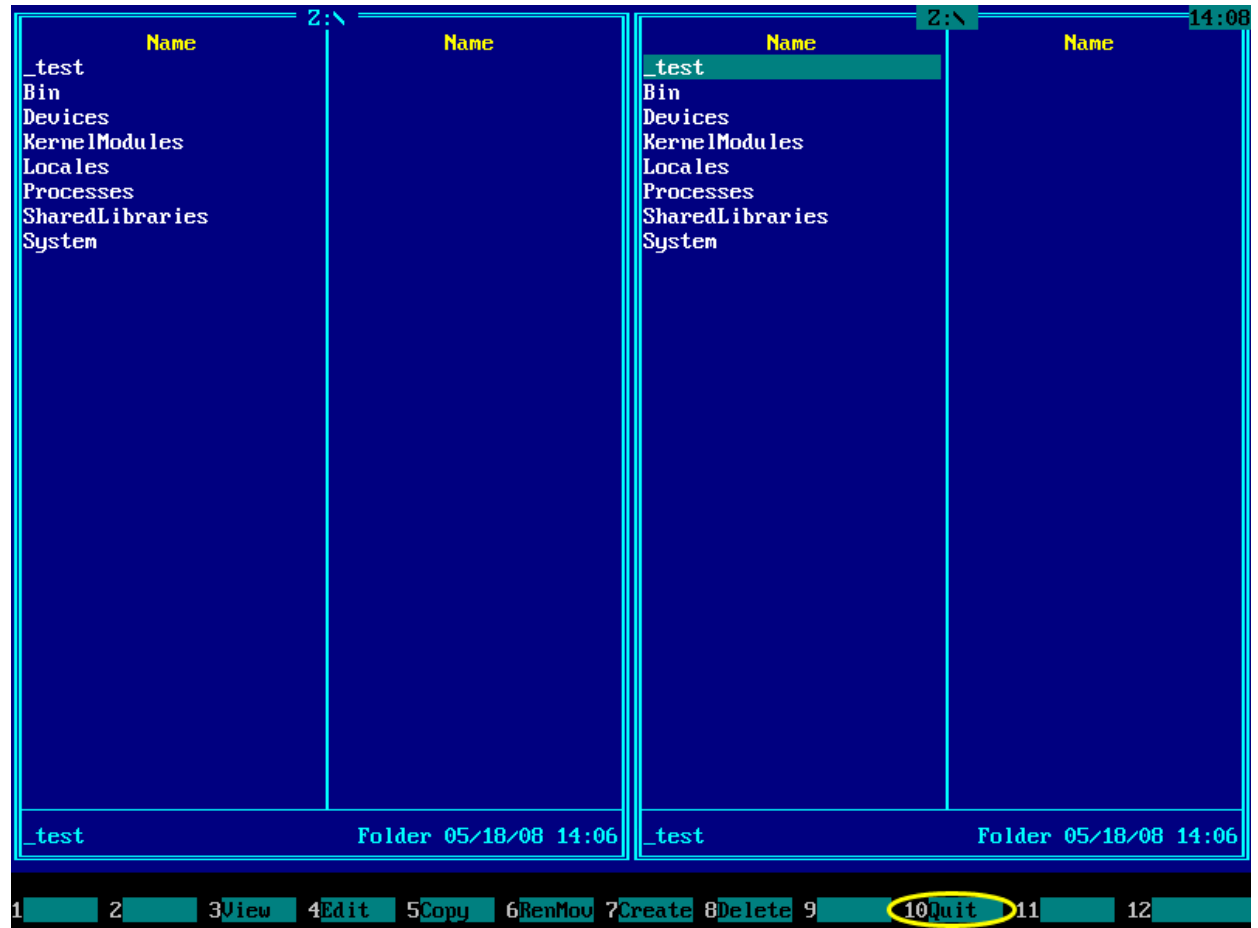 Z:\ Z:\ 14:08
Name Name Name Name
_test _test
Bin Bin
Devices Devices
KernelModules KernelModules
Locales Locales
Processes Processes
SharedLibraries SharedLibraries
System System
_test Folder 05/18/08 14:06 _test Folder 05/18/08 14:06
1 2 3View 4Edit 5Copy 6RenMov 7Create 8Delete 9 10Quit 11 12